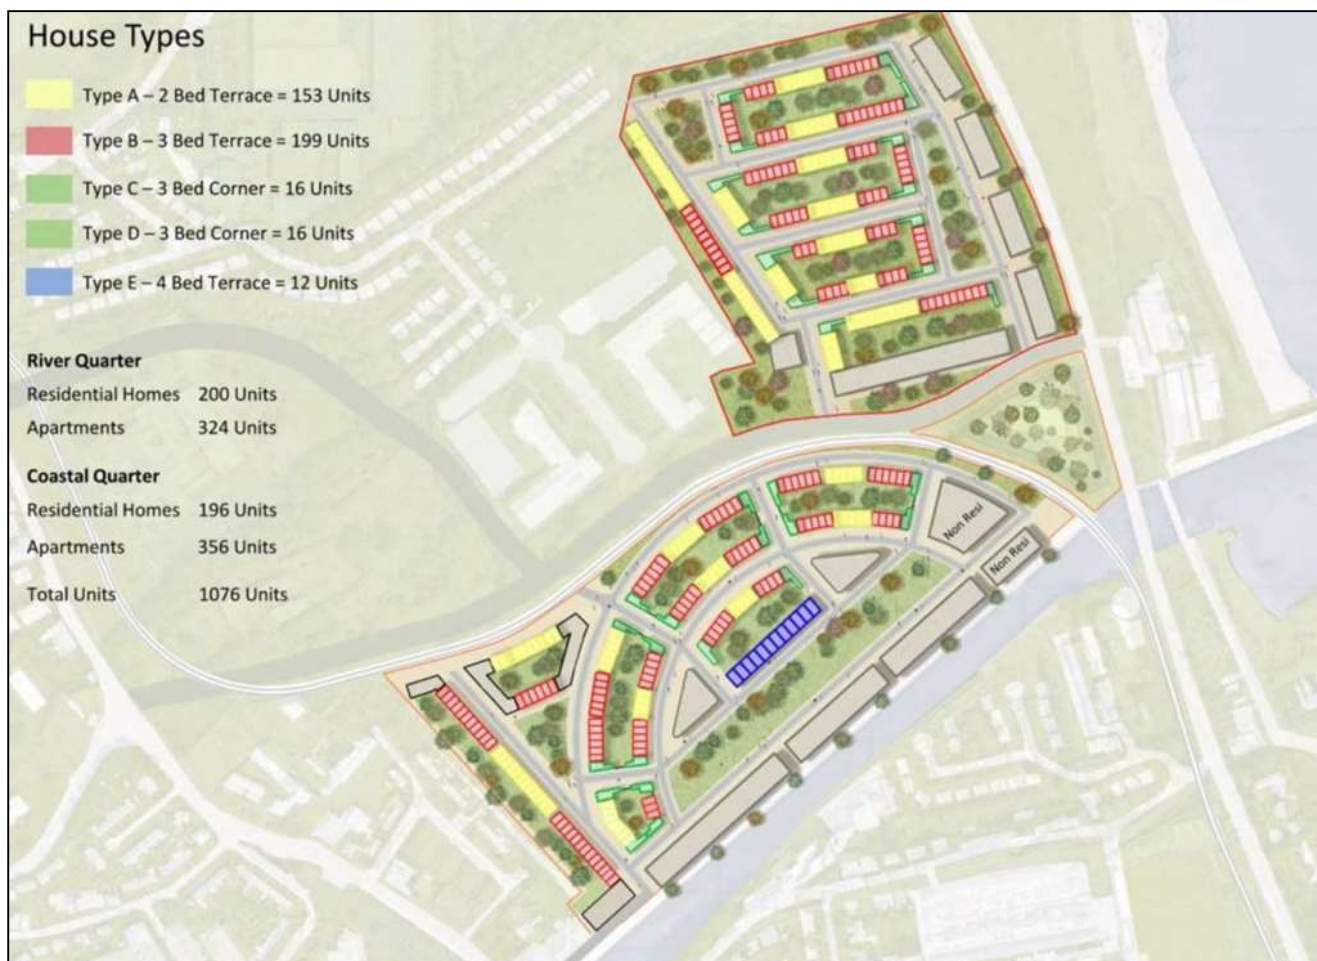 House Types
Type A – 2 Bed Terrace = 153 Units
Type B – 3 Bed Terrace = 199 Units
Type C – 3 Bed Corner = 16 Units
Type D – 3 Bed Corner = 16 Units
Type E – 4 Bed Terrace = 12 Units
River Quarter
Residential Homes 200 Units
Apartments 324 Units
Coastal Quarter
Residential Homes 196 Units
Apartments 356 Units
Total Units 1076 Units
Non Resi
Non Resi